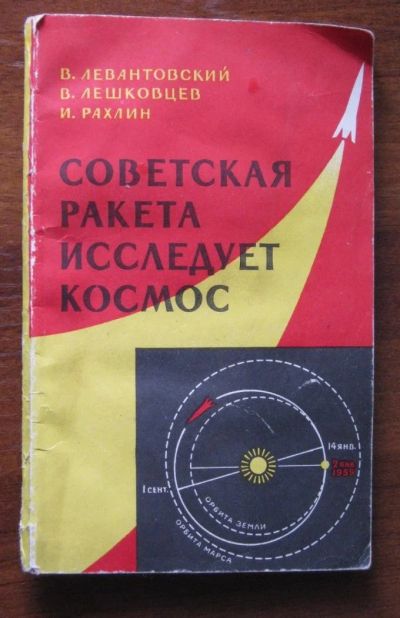 В. ЛЕВАНТОВСКИЙ
В. ЛЕШКОВЦЕВ
И. РАХЛИН
СОВЕТСКАЯ
РАКЕТА
ИССЛЕДУЕТ
КОСМОС
14 ЯНВ.
2 ЯНВ.
1959
1 СЕНТ.
ОРБИТА ЗЕМЛИ
ОРБИТА МАРСА